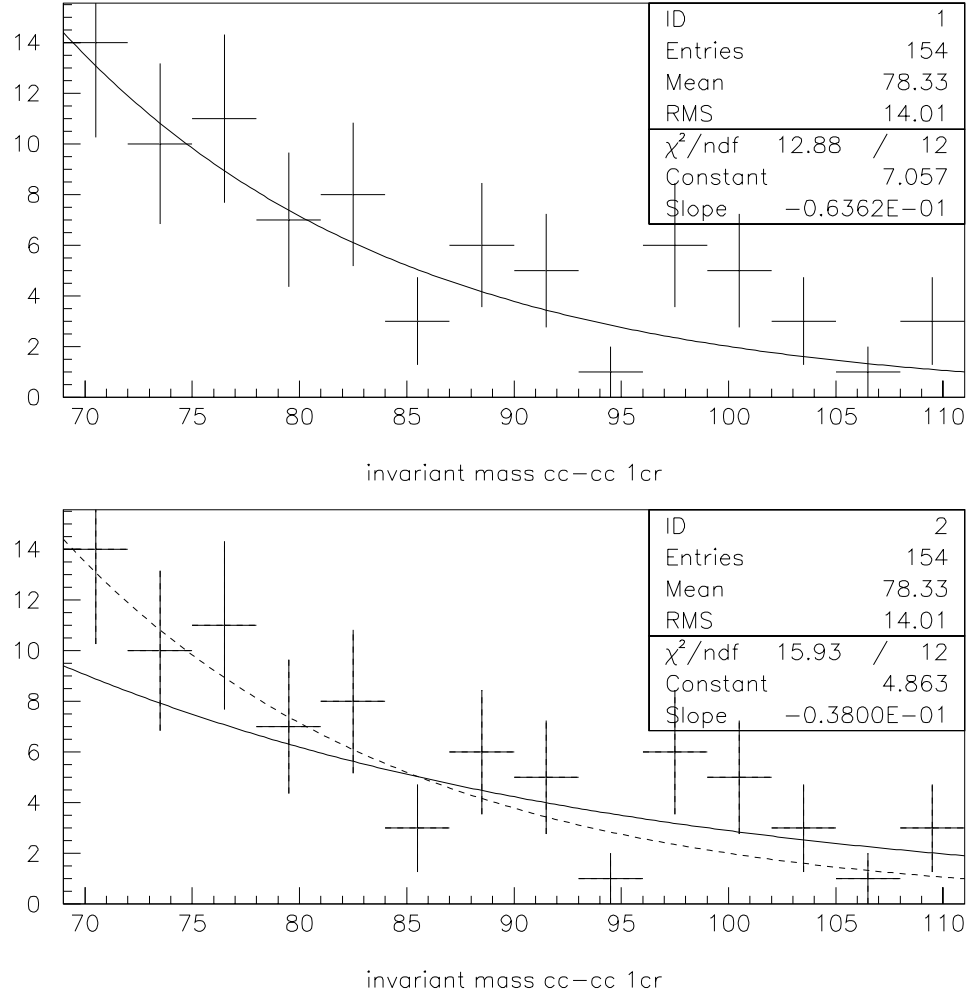 ID 1
Entries 154
Mean 78.33
RMS 14.01
χ²/ndf 12.88 / 12
Constant 7.057
Slope −0.6362E−01
14
12
10
8
6
4
2
0
70 75 80 85 90 95 100 105 110
invariant mass cc−cc 1cr
ID 2
Entries 154
Mean 78.33
RMS 14.01
χ²/ndf 15.93 / 12
Constant 4.863
Slope −0.3800E−01
14
12
10
8
6
4
2
0
70 75 80 85 90 95 100 105 110
invariant mass cc−cc 1cr